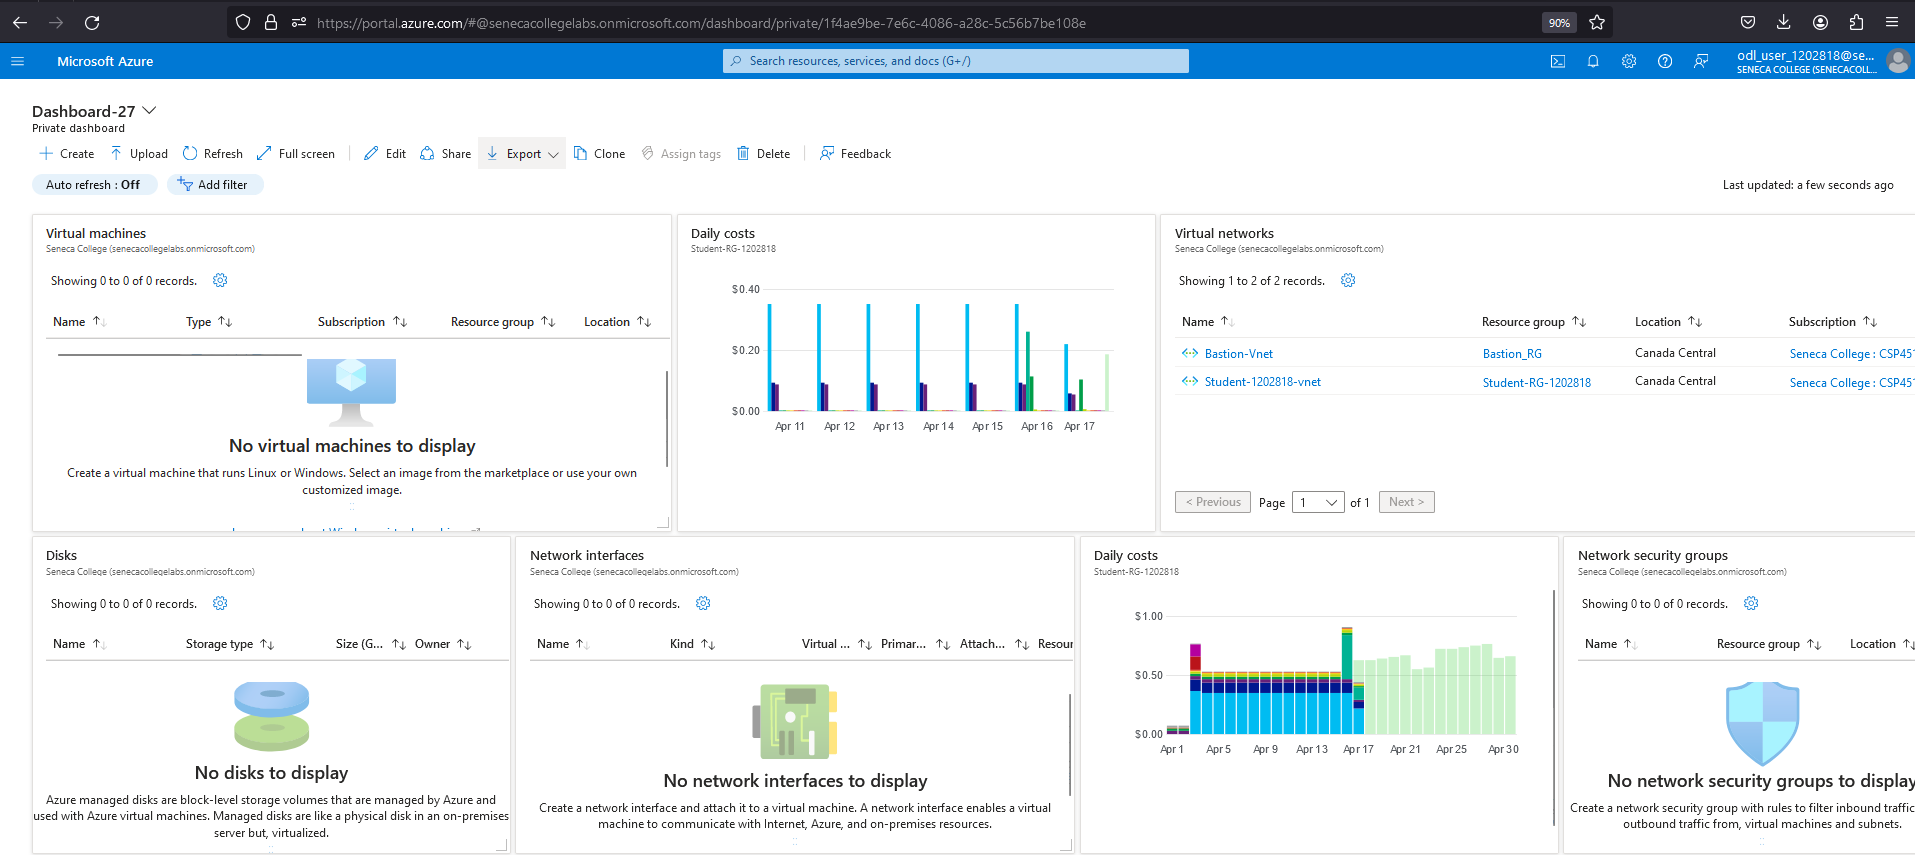 https://portal.azure.com/#@senecacollegelabs.onmicrosoft.com/dashboard/private/1f4ae9be-7e6c-4086-a28c-5c56b7be108e
90%
Microsoft Azure
Search resources, services, and docs (G+/)
odl_user_1202818@se...
SENECA COLLEGE (SENECACOLL...
Dashboard-27
Private dashboard
Create Upload Refresh Full screen Edit Share Export Clone Assign tags Delete Feedback
Auto refresh : Off Add filter
Last updated: a few seconds ago
Virtual machines
Seneca College (senecacollegelabs.onmicrosoft.com)
Showing 0 to 0 of 0 records.
Name Type Subscription Resource group Location
No virtual machines to display
Create a virtual machine that runs Linux or Windows. Select an image from the marketplace or use your own
customized image.
Daily costs
Student-RG-1202818
$0.40
$0.20
$0.00
Apr 11 Apr 12 Apr 13 Apr 14 Apr 15 Apr 16 Apr 17
Virtual networks
Seneca College (senecacollegelabs.onmicrosoft.com)
Showing 1 to 2 of 2 records.
Name Resource group Location Subscription
Bastion-Vnet Bastion_RG Canada Central Seneca College : CSP451
Student-1202818-vnet Student-RG-1202818 Canada Central Seneca College : CSP451
< Previous Page 1 of 1 Next >
Disks
Seneca College (senecacollegelabs.onmicrosoft.com)
Showing 0 to 0 of 0 records.
Name Storage type Size (G... Owner
No disks to display
Azure managed disks are block-level storage volumes that are managed by Azure and
used with Azure virtual machines. Managed disks are like a physical disk in an on-premises
server but, virtualized.
Network interfaces
Seneca College (senecacollegelabs.onmicrosoft.com)
Showing 0 to 0 of 0 records.
Name Kind Virtual ... Primar... Attach... Resour
No network interfaces to display
Create a network interface and attach it to a virtual machine. A network interface enables a virtual
machine to communicate with Internet, Azure, and on-premises resources.
Daily costs
Student-RG-1202818
$1.00
$0.50
$0.00
Apr 1 Apr 5 Apr 9 Apr 13 Apr 17 Apr 21 Apr 25 Apr 30
Network security groups
Seneca College (senecacollegelabs.onmicrosoft.com)
Showing 0 to 0 of 0 records.
Name Resource group Location
No network security groups to display
Create a network security group with rules to filter inbound traffic
outbound traffic from, virtual machines and subnets.